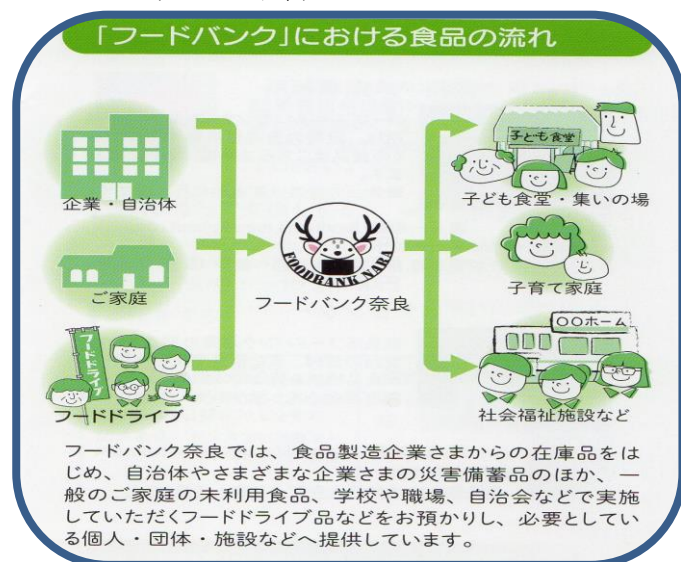 「フードバンク」における食品の流れ
企業・自治体
ご家庭
フードドライブ
フードドライブ
FOODBANK NARA
フードバンク奈良
子ども食堂
子ども食堂・集いの場
子育て家庭
〇〇ホーム
社会福祉施設など
フードバンク奈良では、食品製造企業さまからの在庫品をは
じめ、自治体やさまざまな企業さまの災害備蓄品のほか、一
般のご家庭の未利用食品、学校や職場、自治会などで実施
していただくフードドライブ品などをお預かりし、必要としてい
る個人・団体・施設などへ提供しています。